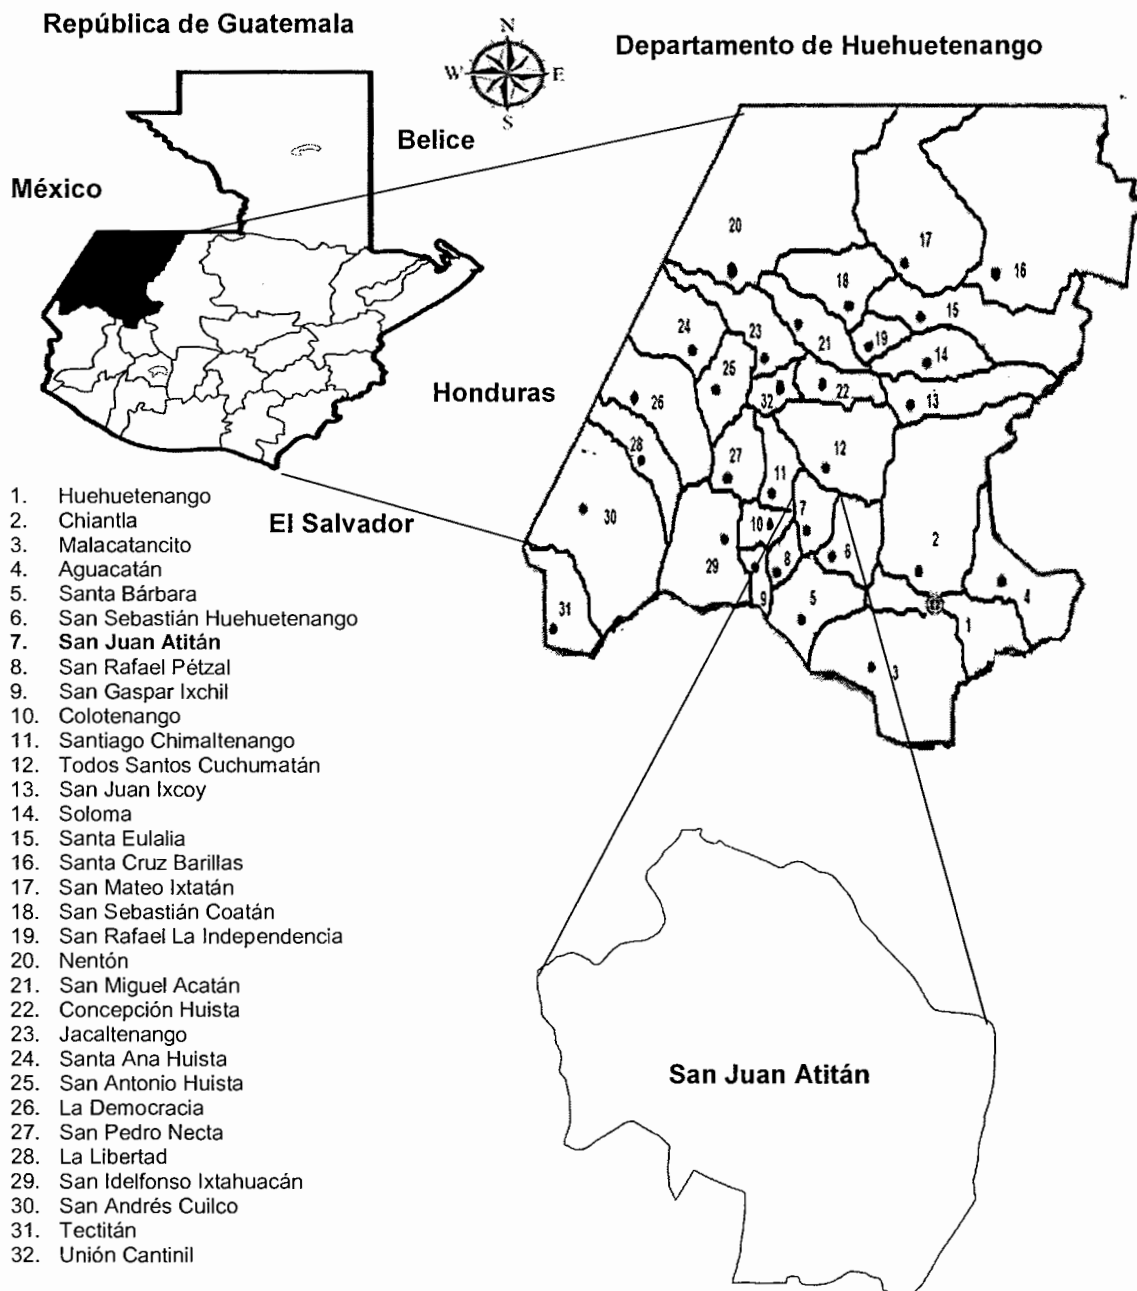 República de Guatemala
N
W
E
S
Departamento de Huehuetenango
Belice
México
Honduras
El Salvador
20
17
16
18
15
24
23
21
19
14
25
26
32
22
13
28
27
12
11
30
10
7
2
29
8
6
4
9
5
31
1
3
1. Huehuetenango
2. Chiantla
3. Malacatancito
4. Aguacatán
5. Santa Bárbara
6. San Sebastián Huehuetenango
7. San Juan Atitán
8. San Rafael Pétzal
9. San Gaspar Ixchil
10. Colotenango
11. Santiago Chimaltenango
12. Todos Santos Cuchumatán
13. San Juan Ixcoy
14. Soloma
15. Santa Eulalia
16. Santa Cruz Barillas
17. San Mateo Ixtatán
18. San Sebastián Coatán
19. San Rafael La Independencia
20. Nentón
21. San Miguel Acatán
22. Concepción Huista
23. Jacaltenango
24. Santa Ana Huista
25. San Antonio Huista
26. La Democracia
27. San Pedro Necta
28. La Libertad
29. San Idelfonso Ixtahuacán
30. San Andrés Cuilco
31. Tectitán
32. Unión Cantinil
San Juan Atitán